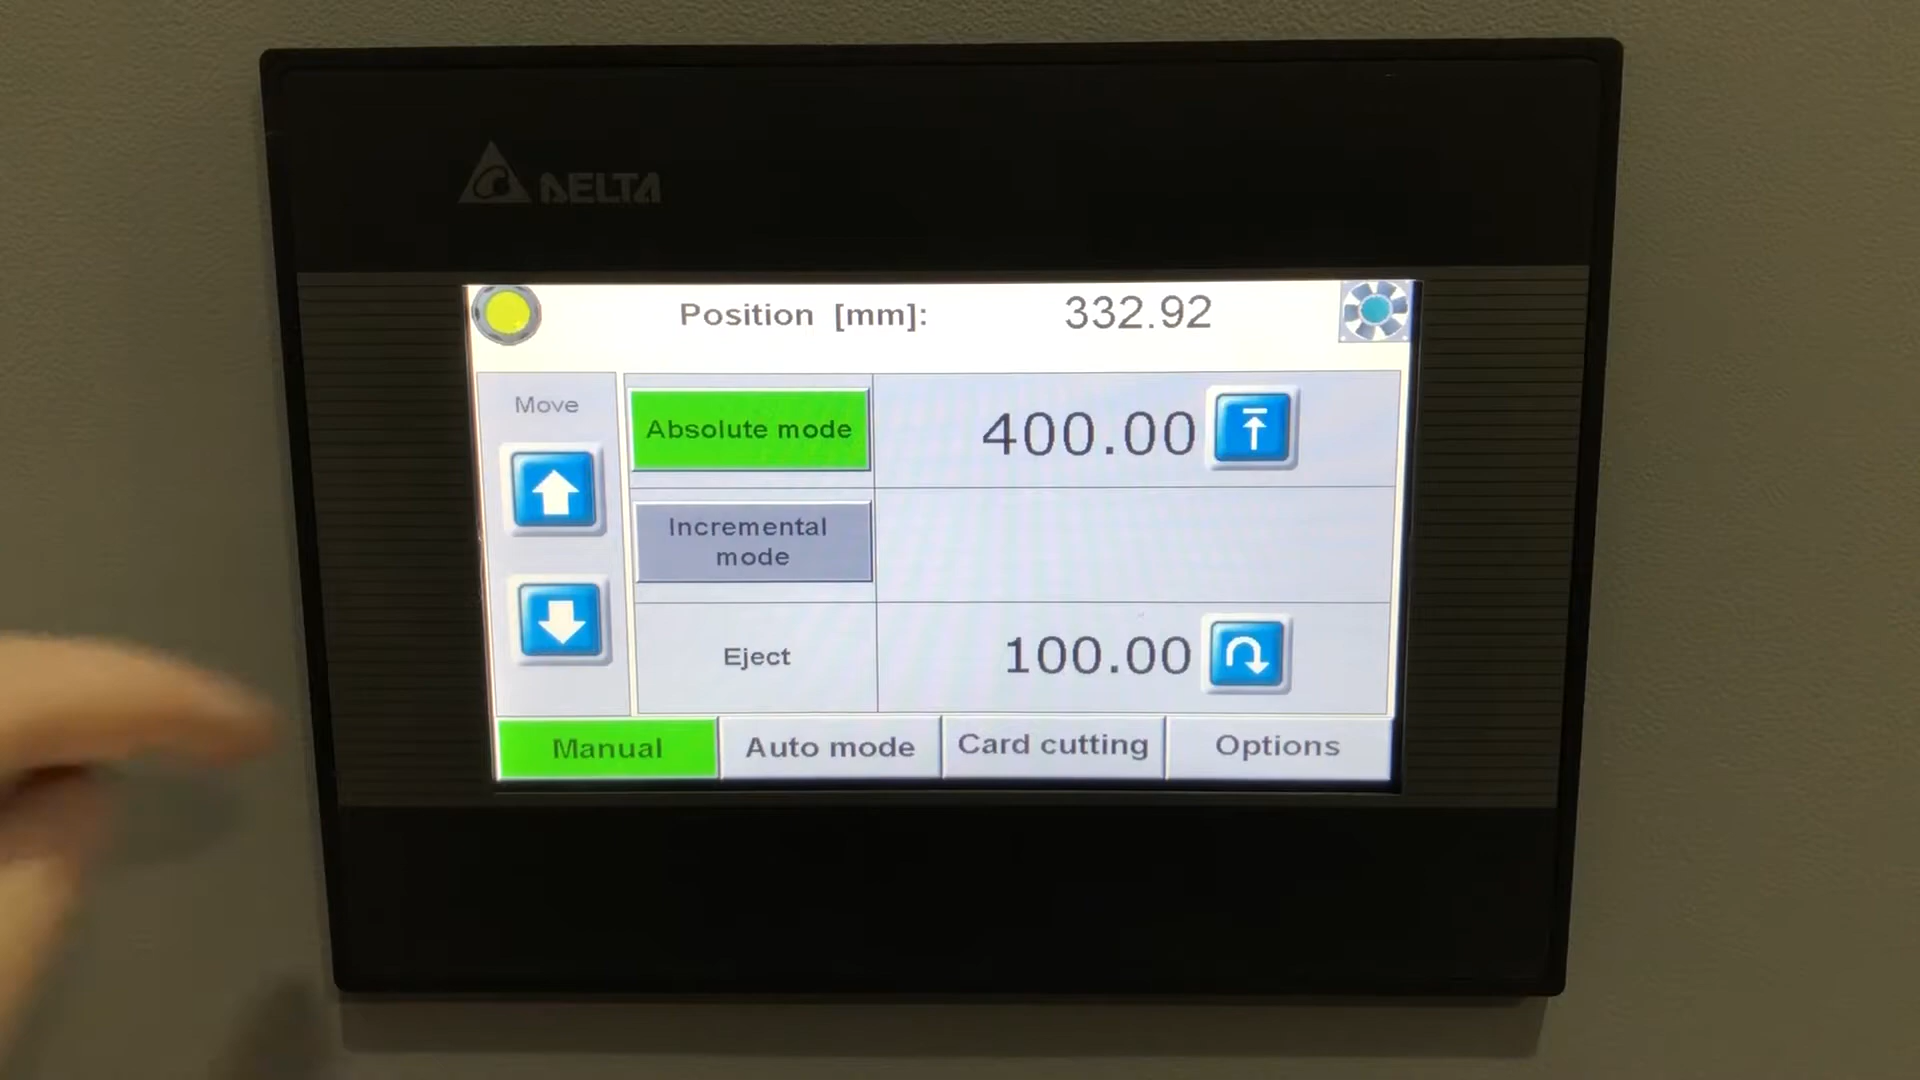 DELTA
Position [mm]: 332.92
Move
Absolute mode 400.00
Incremental
mode
Eject 100.00
Manual Auto mode Card cutting Options